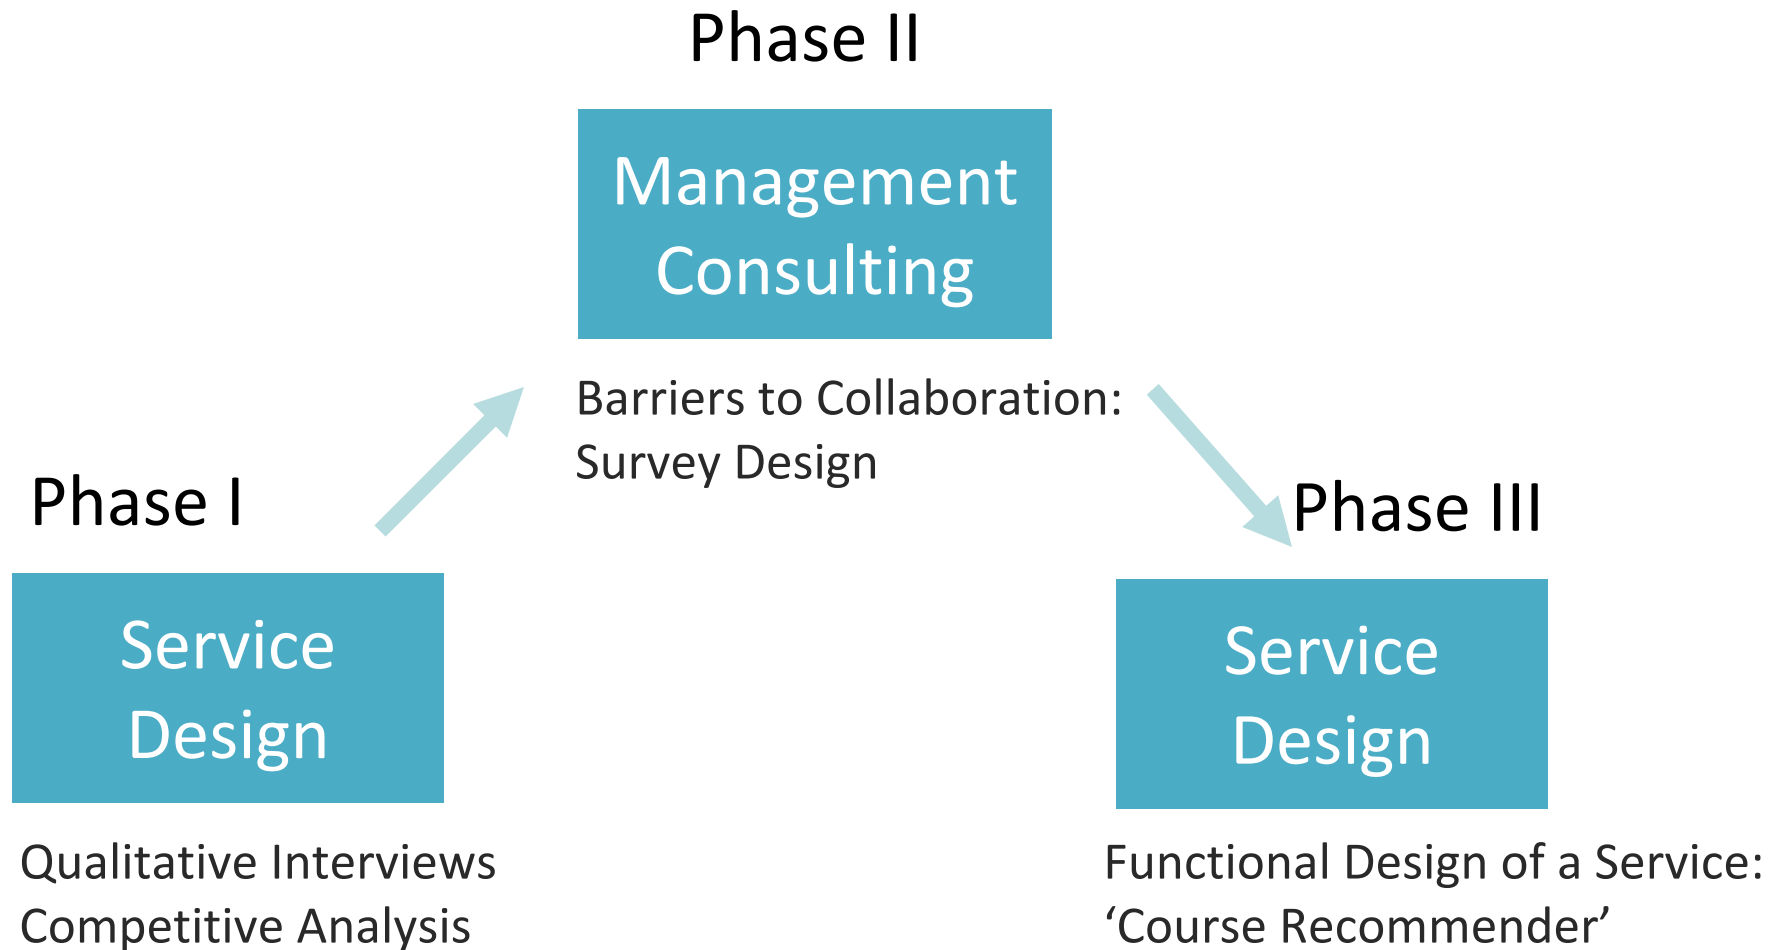 Phase II
Management
Consulting
Barriers to Collaboration:
Survey Design
Phase I
Service
Design
Qualitative Interviews
Competitive Analysis
Phase III
Service
Design
Functional Design of a Service:
‘Course Recommender’